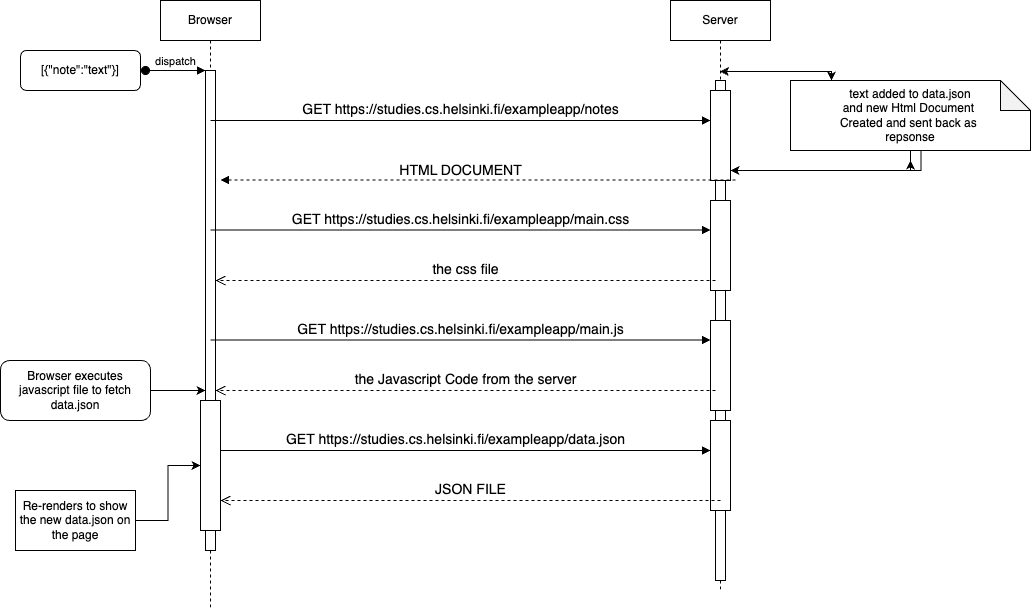 Browser
Server
[{"note":"text"}]
dispatch
text added to data.json
and new Html Document
Created and sent back as
repsonse
GET https://studies.cs.helsinki.fi/exampleapp/notes
HTML DOCUMENT
GET https://studies.cs.helsinki.fi/exampleapp/main.css
the css file
GET https://studies.cs.helsinki.fi/exampleapp/main.js
Browser executes
javascript file to fetch
data.json
the Javascript Code from the server
GET https://studies.cs.helsinki.fi/exampleapp/data.json
JSON FILE
Re-renders to show
the new data.json on
the page